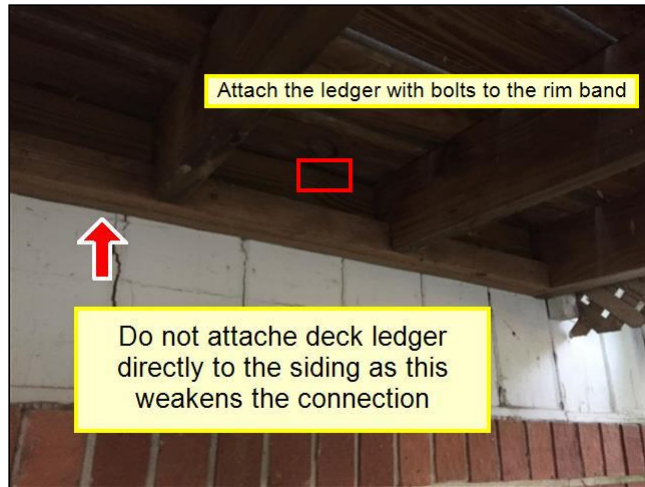 Attach the ledger with bolts to the rim band
Do not attache deck ledger
directly to the siding as this
weakens the connection